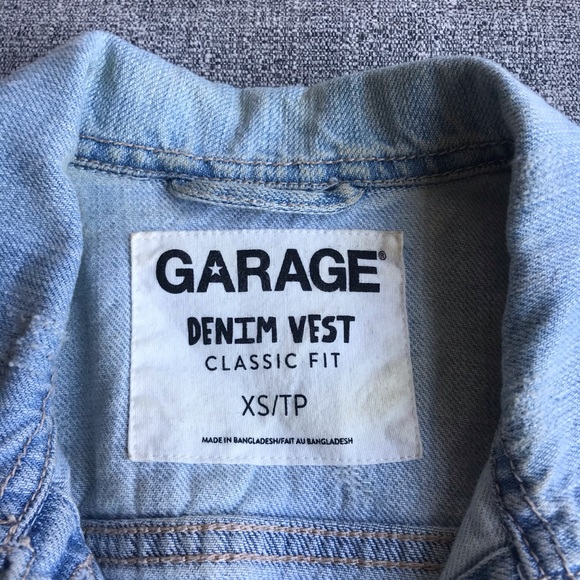 GARAGE®
DENIM VEST
CLASSIC FIT
XS/TP
MADE IN BANGLADESH/FAIT AU BANGLADESH